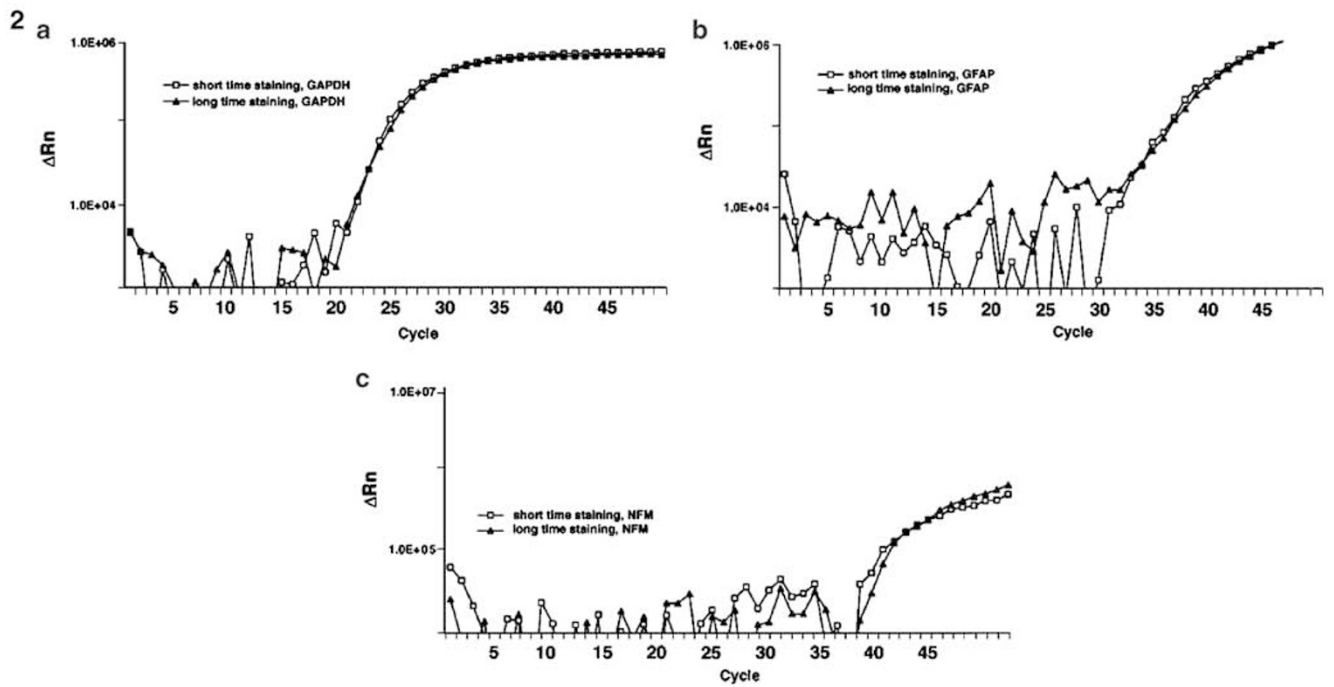 2
a
1.0E+06
short time staining, GAPDH
long time staining, GAPDH
ΔRn
1.0E+04
5 10 15 20 25 30 35 40 45
Cycle
b
1.0E+06
short time staining, GFAP
long time staining, GFAP
ΔRn
1.0E+04
5 10 15 20 25 30 35 40 45
Cycle
c
1.0E+07
ΔRn
short time staining, NFM
long time staining, NFM
1.0E+05
5 10 15 20 25 30 35 45
Cycle